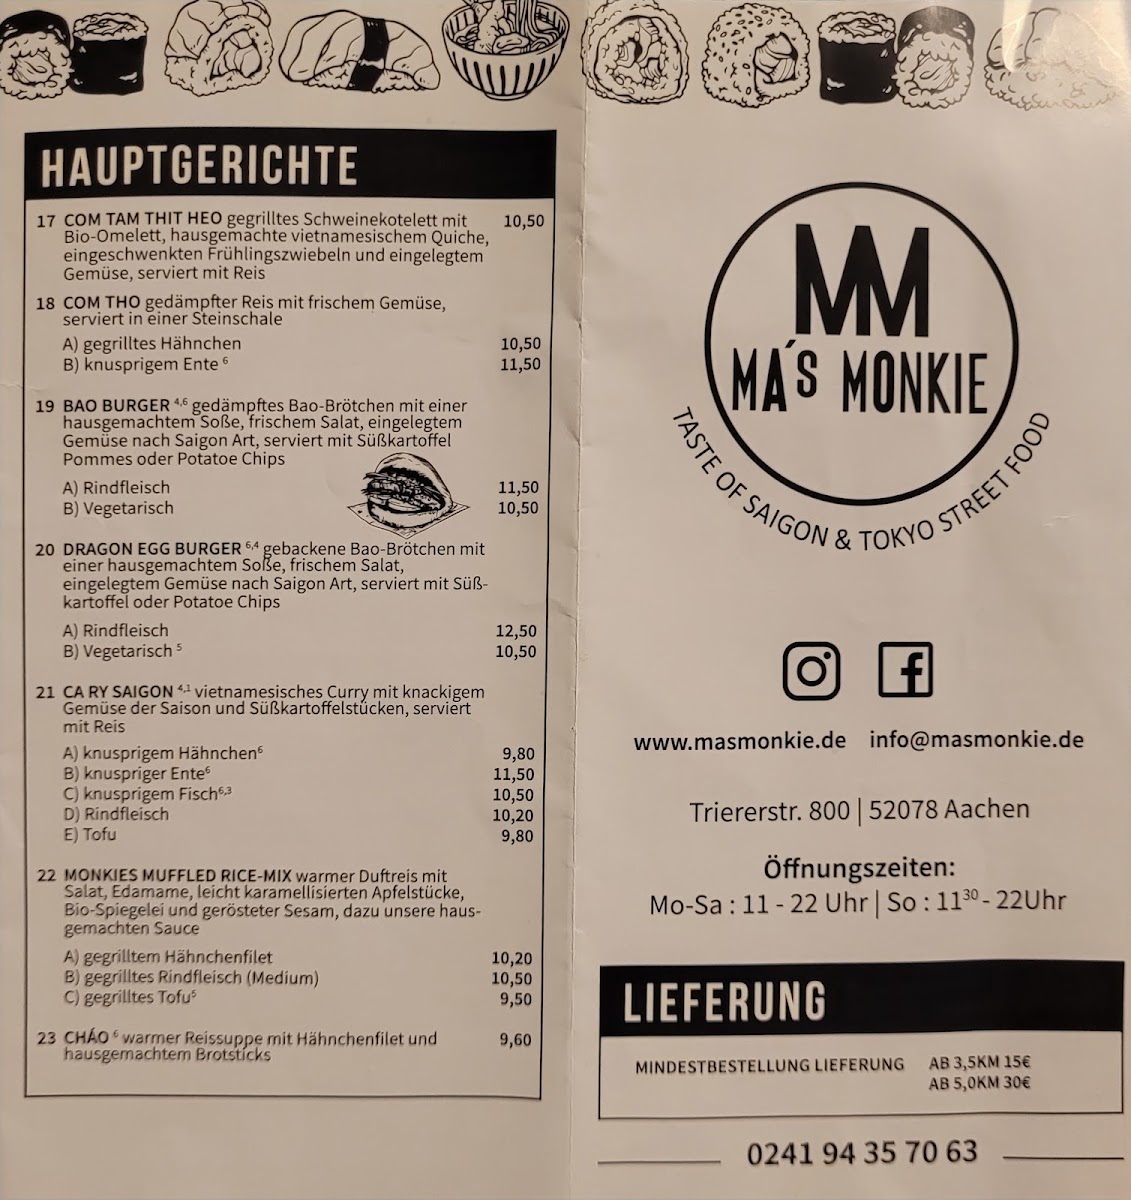 HAUPTGERICHTE
17 COM TAM THIT HEO gegrilltes Schweinekotelett mit 10,50
Bio-Omelett, hausgemachte vietnamesischem Quiche,
eingeschwenkten Frühlingszwiebeln und eingelegtem
Gemüse, serviert mit Reis
18 COM THO gedämpfter Reis mit frischem Gemüse,
serviert in einer Steinschale
A) gegrilltes Hähnchen 10,50
B) knusprigem Ente 6 11,50
19 BAO BURGER 4,6 gedämpftes Bao-Brötchen mit einer
hausgemachtem Soße, frischem Salat, eingelegtem
Gemüse nach Saigon Art, serviert mit Süßkartoffel
Pommes oder Potatoe Chips
A) Rindfleisch 11,50
B) Vegetarisch 10,50
20 DRAGON EGG BURGER 6,4 gebackene Bao-Brötchen mit
einer hausgemachtem Soße, frischem Salat,
eingelegtem Gemüse nach Saigon Art, serviert mit Süß-
kartoffel oder Potatoe Chips
A) Rindfleisch 12,50
B) Vegetarisch 5 10,50
21 CA RY SAIGON 4,1 vietnamesisches Curry mit knackigem
Gemüse der Saison und Süßkartoffelstücken, serviert
mit Reis
A) knusprigem Hähnchen6 9,80
B) knuspriger Ente6 11,50
C) knusprigem Fisch6,3 10,50
D) Rindfleisch 10,20
E) Tofu 9,80
22 MONKIES MUFFLED RICE-MIX warmer Duftreis mit
Salat, Edamame, leicht karamellisierten Apfelstücke,
Bio-Spiegelei und gerösteter Sesam, dazu unsere haus-
gemachten Sauce
A) gegrilltem Hähnchenfilet 10,20
B) gegrilltes Rindfleisch (Medium) 10,50
C) gegrilltes Tofu5 9,50
23 CHÁO 6 warmer Reissuppe mit Hähnchenfilet und 9,60
hausgemachtem Brotsticks
MM
MA'S MONKIE
TASTE OF SAIGON & TOKYO STREET FOOD
www.masmonkie.de info@masmonkie.de
Triererstr. 800 | 52078 Aachen
Öffnungszeiten:
Mo-Sa : 11 - 22 Uhr | So : 11³⁰ - 22Uhr
LIEFERUNG
MINDESTBESTELLUNG LIEFERUNG AB 3,5KM 15€
AB 5,0KM 30€
0241 94 35 70 63